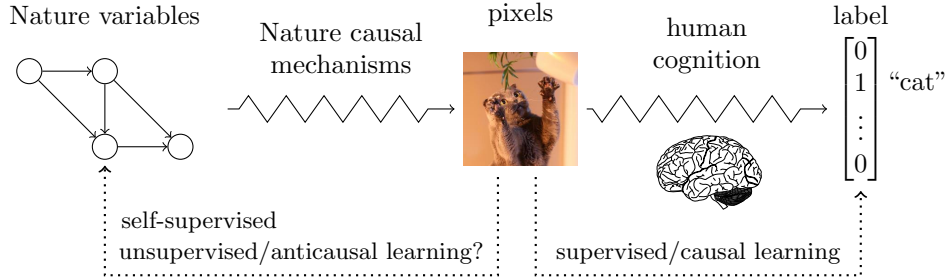 Nature variables
Nature causal
mechanisms
pixels
human
cognition
label
0
1
⋮
0
“cat”
self-supervised
unsupervised/anticausal learning?
supervised/causal learning